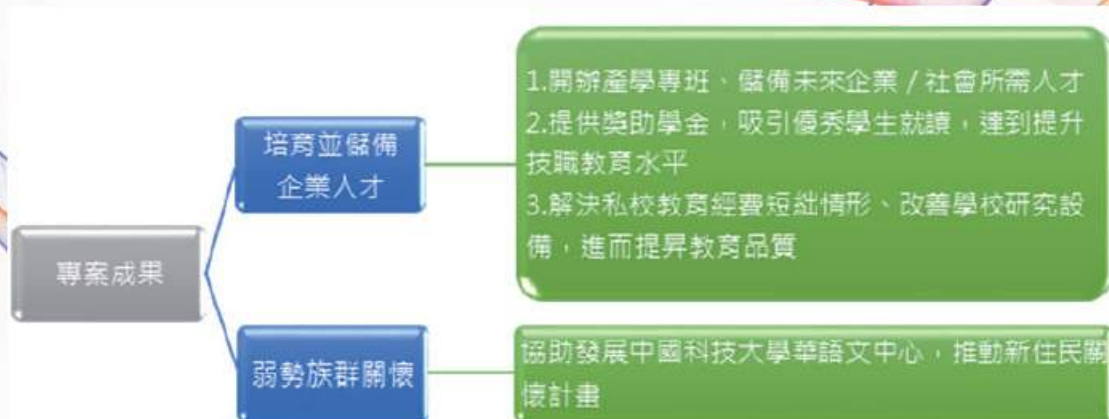 專案成果
培育並儲備
企業人才
1.開辦產學專班、儲備未來企業/社會所需人才
2.提供獎助學金，吸引優秀學生就讀，達到提升
技職教育水平
3.解決私校教育經費短絀情形、改善學校研究設
備，進而提昇教育品質
弱勢族群關懷
協助發展中國科技大學華語文中心，推動新住民關
懷計畫